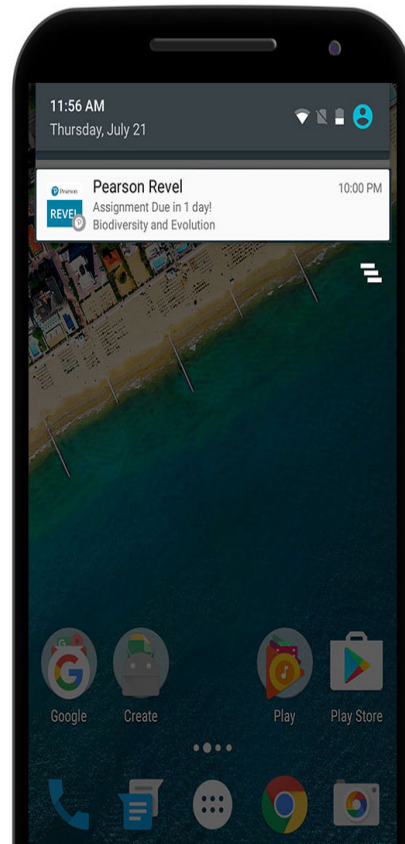 11:56 AM
Thursday, July 21
Pearson
REVEL
Pearson Revel
10:00 PM
Assignment Due in 1 day!
Biodiversity and Evolution
Google
Create
Play
Play Store